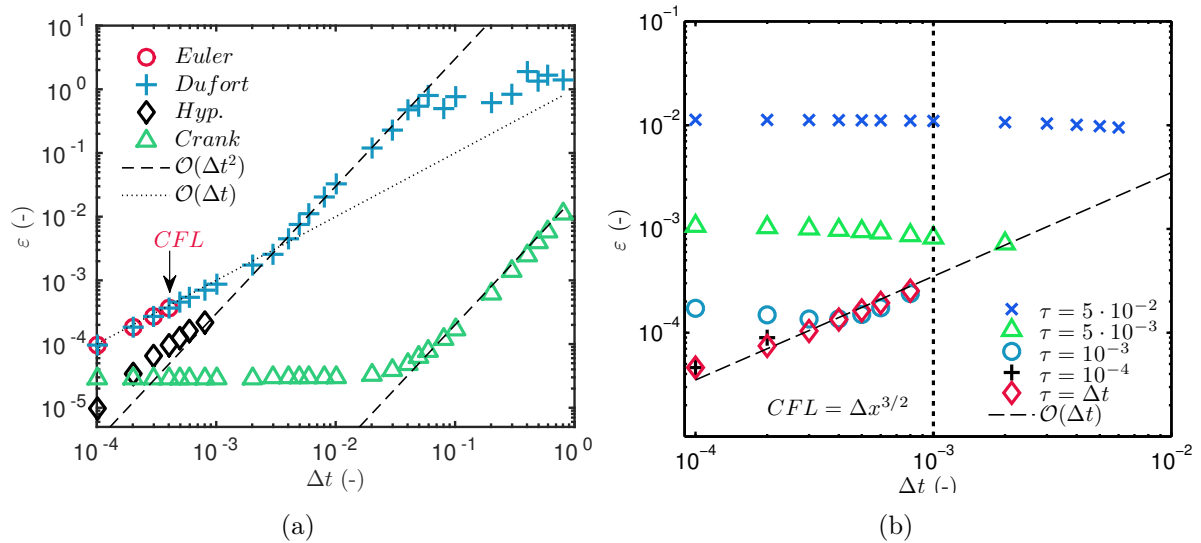 10^1
10^0
10^{-1}
10^{-2}
10^{-3}
10^{-4}
10^{-5}
ε (-)
Euler
Dufort
Hyp.
Crank
O(Δt^2)
O(Δt)
CFL
10^{-4}
10^{-3}
10^{-2}
10^{-1}
10^0
Δt (-)
(a)
10^{-1}
10^{-2}
10^{-3}
10^{-4}
ε (-)
τ = 5 · 10^{-2}
τ = 5 · 10^{-3}
τ = 10^{-3}
τ = 10^{-4}
τ = Δt
O(Δt)
CFL = Δx^{3/2}
10^{-4}
10^{-3}
10^{-2}
Δt (-)
(b)